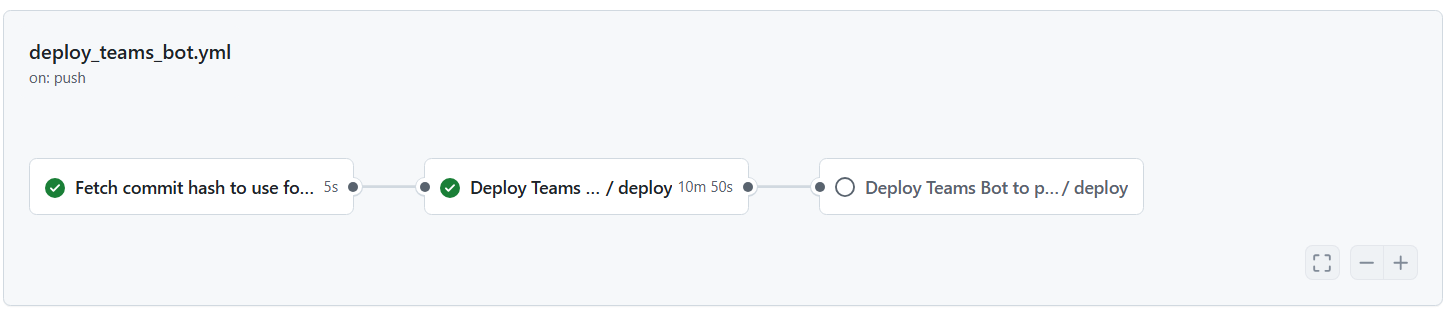 deploy_teams_bot.yml
on: push
Fetch commit hash to use fo... 5s
Deploy Teams ... / deploy 10m 50s
Deploy Teams Bot to p... / deploy